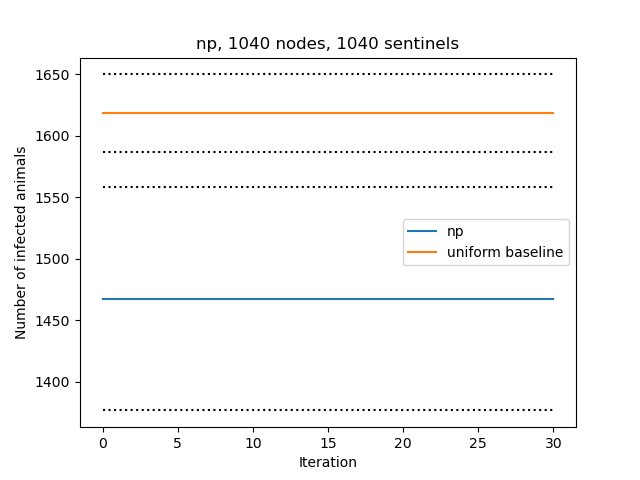 np, 1040 nodes, 1040 sentinels
Number of infected animals
1650
1600
1550
1500
1450
1400
np
uniform baseline
0 5 10 15 20 25 30
Iteration